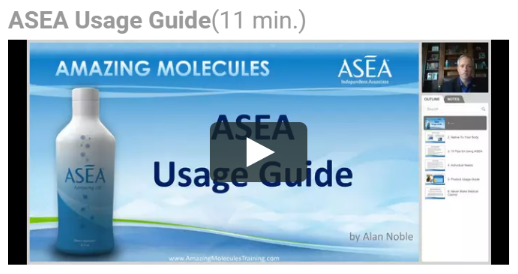 ASEA Usage Guide(11 min.)
AMAZING MOLECULES
ASEA
Independent Associate
OUTLINE
NOTES
Search
ASEA
ASEA
Usage Guide
by Alan Noble
www.AmazingMoleculesTraining.com